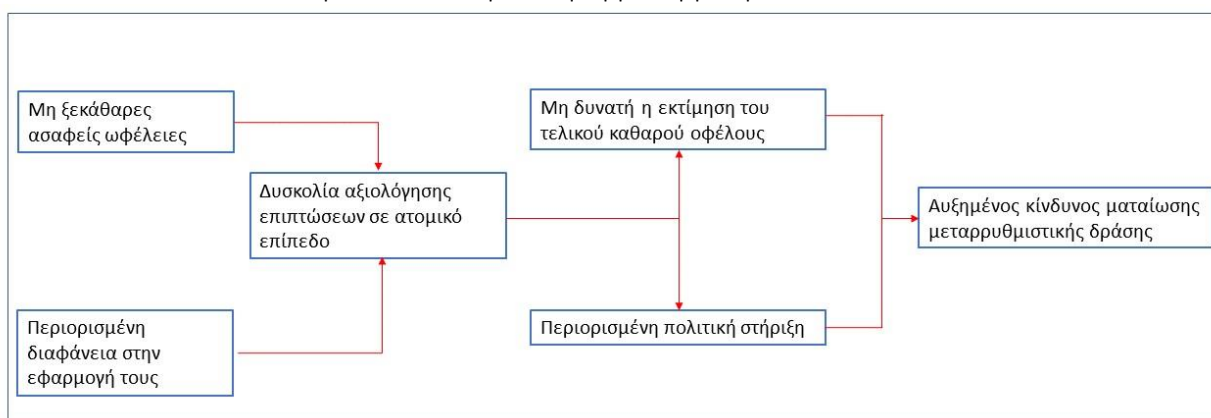 Μη ξεκάθαρες
ασαφείς ωφέλειες
Περιορισμένη
διαφάνεια στην
εφαρμογή τους
Δυσκολία αξιολόγησης
επιπτώσεων σε ατομικό
επίπεδο
Μη δυνατή η εκτίμηση του
τελικού καθαρού οφέλους
Περιορισμένη πολιτική στήριξη
Αυξημένος κίνδυνος ματαίωσης
μεταρρυθμιστικής δράσης